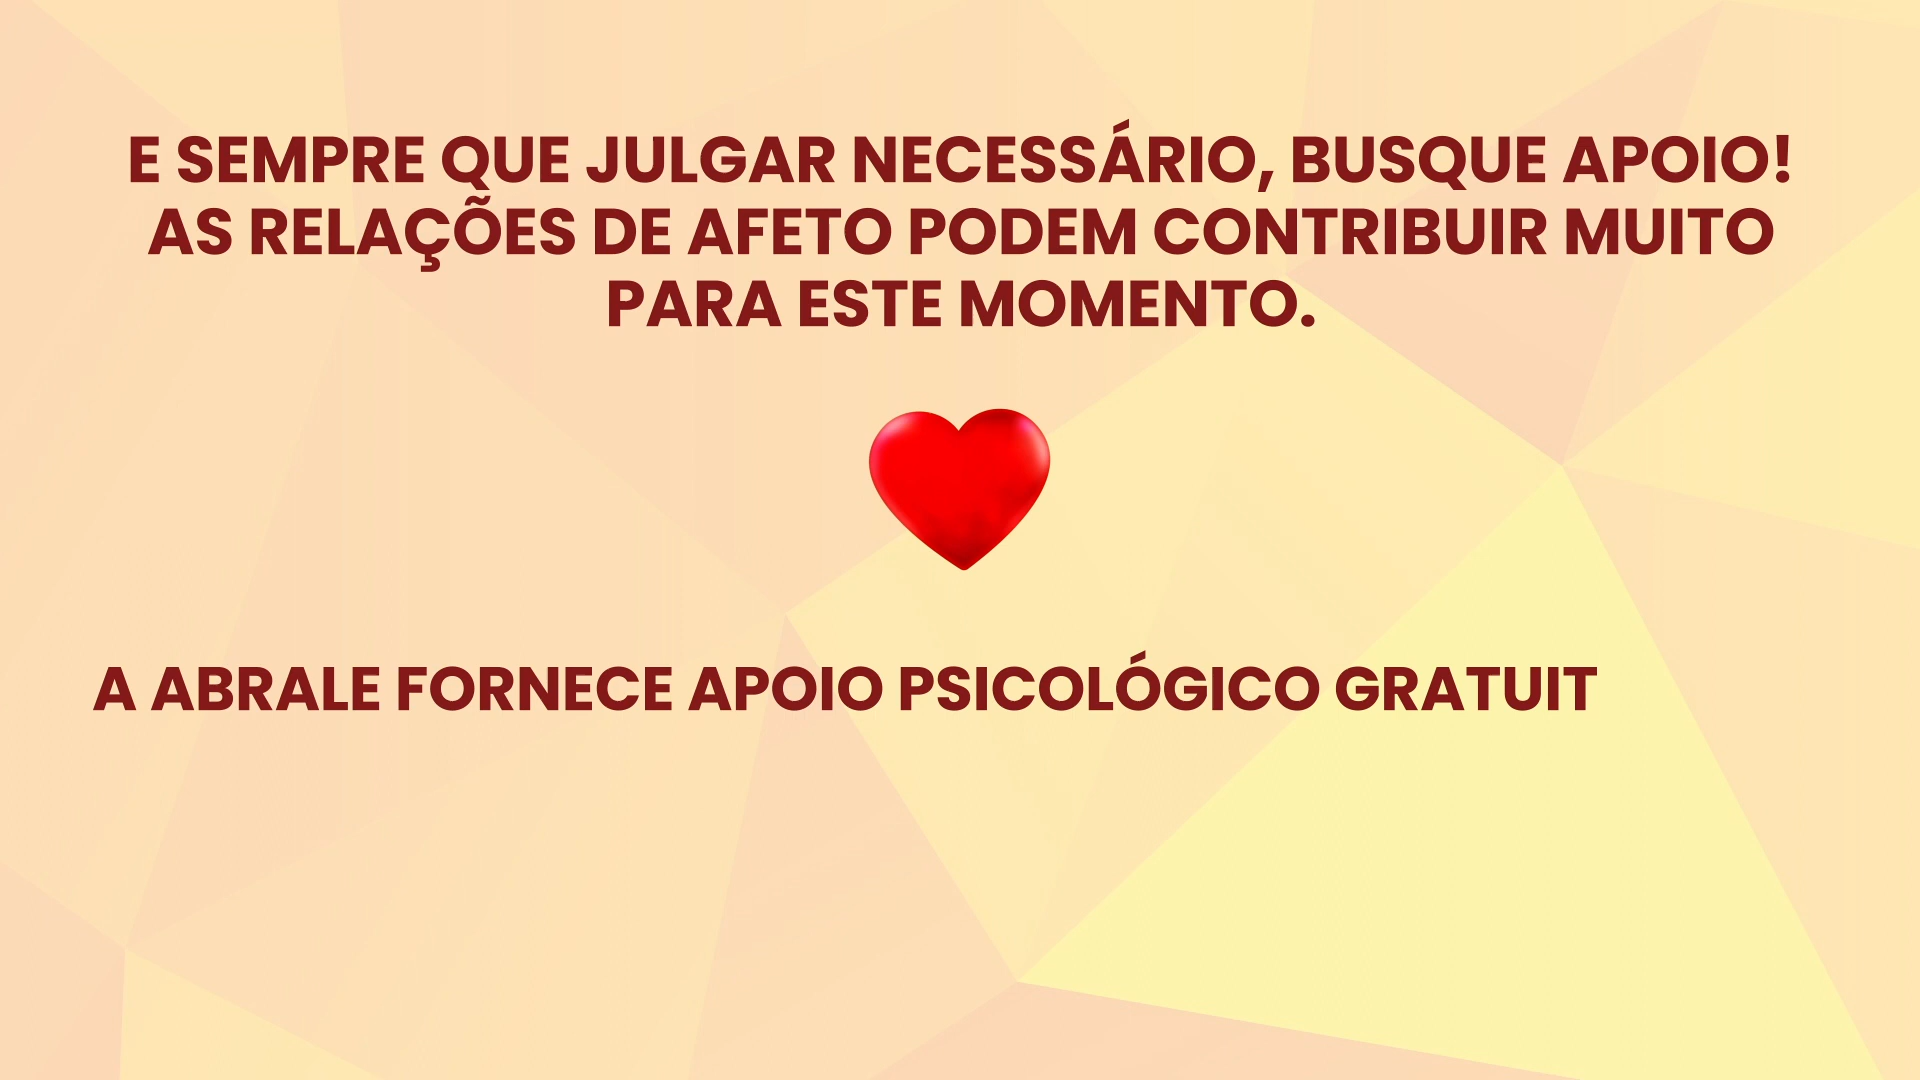 E SEMPRE QUE JULGAR NECESSÁRIO, BUSQUE APOIO!
AS RELAÇÕES DE AFETO PODEM CONTRIBUIR MUITO
PARA ESTE MOMENTO.
A ABRALE FORNECE APOIO PSICOLÓGICO GRATUIT